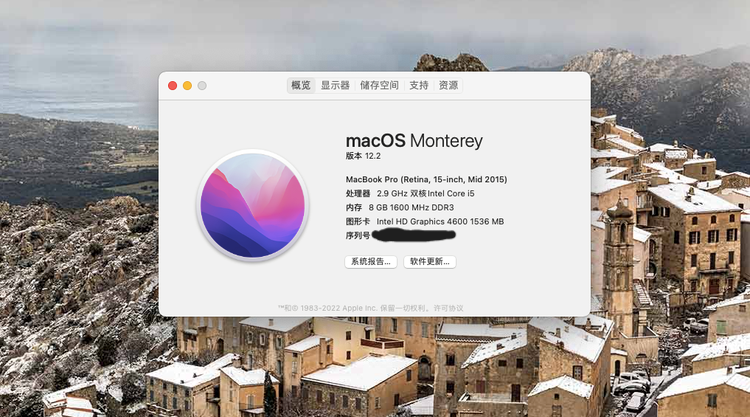 概览 显示器 储存空间 支持 资源
macOS Monterey
版本 12.2
MacBook Pro (Retina, 15-inch, Mid 2015)
处理器 2.9 GHz 双核Intel Core i5
内存 8 GB 1600 MHz DDR3
图形卡 Intel HD Graphics 4600 1536 MB
序列号
系统报告... 软件更新...
™和© 1983-2022 Apple Inc. 保留一切权利。许可协议